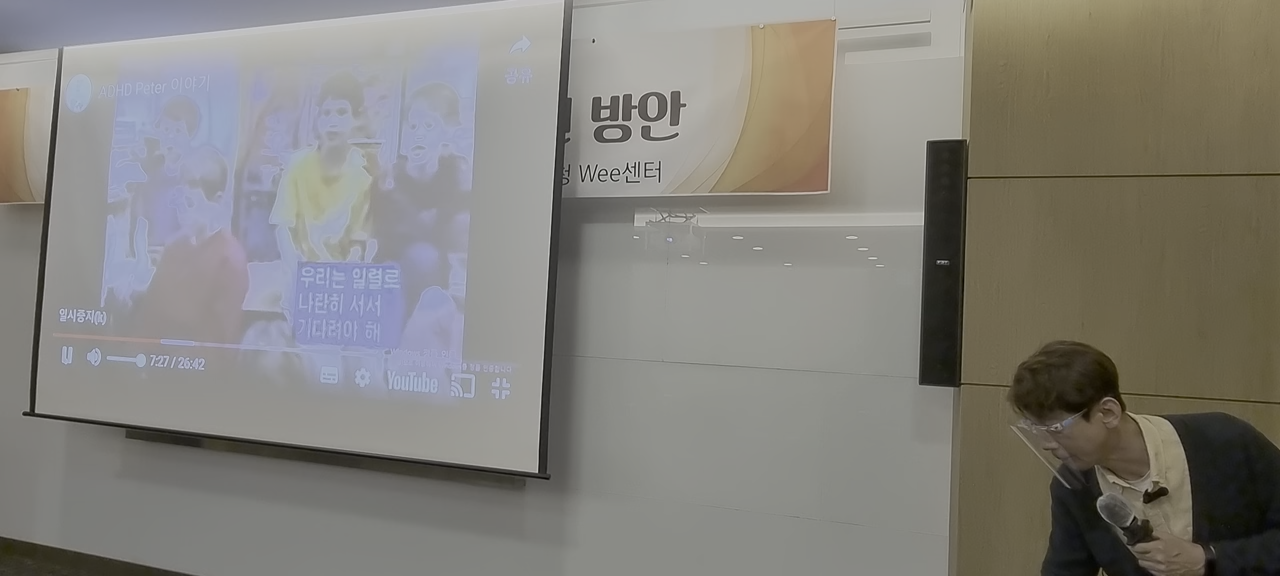 ADHD Peter 이야기
공유
우리는 일렬로
나란히 서서
기다려야 해
일시중지(k)
7:27 / 26:42
YouTube
방안
Wee센터